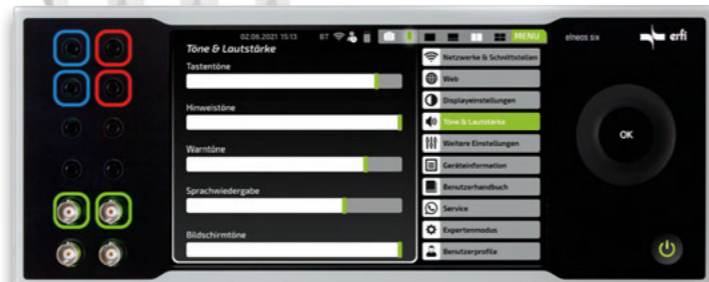 02.06.2021 15:13 BT MENU
elneos six
erfi
Töne & Lautstärke
Tastentöne
Hinweistöne
Warntöne
Sprachwiedergabe
Bildschirmtöne
Netzwerke & Schnittstellen
Web
Displayeinstellungen
Töne & Lautstärke
Weitere Einstellungen
Geräteinformation
Benutzerhandbuch
Service
Expertenmodus
Benutzerprofile
OK